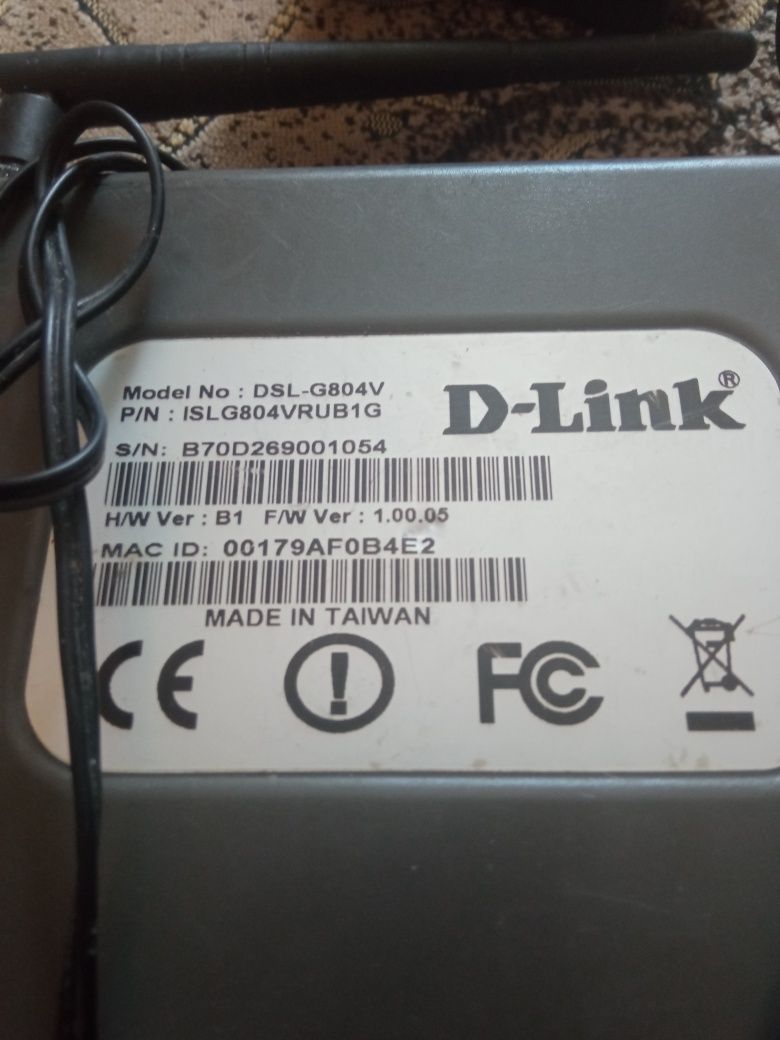 Model No : DSL-G804V
P/N : ISLG804VRUB1G
D-Link®
S/N: B70D269001054
H/W Ver : B1 F/W Ver : 1.00.05
MAC ID: 00179AF0B4E2
MADE IN TAIWAN
CE
FC